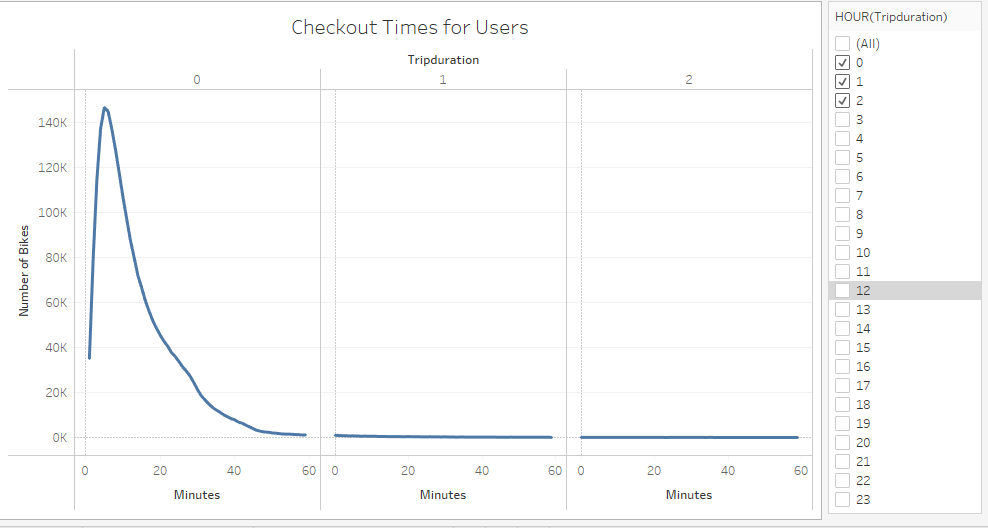 Checkout Times for Users
Tripduration
0 1 2
Number of Bikes
140K
120K
100K
80K
60K
40K
20K
0K
0 20 40 60 0 20 40 60 0 20 40 60
Minutes Minutes Minutes
HOUR(Tripduration)
(All)
0
1
2
3
4
5
6
7
8
9
10
11
12
13
14
15
16
17
18
19
20
21
22
23